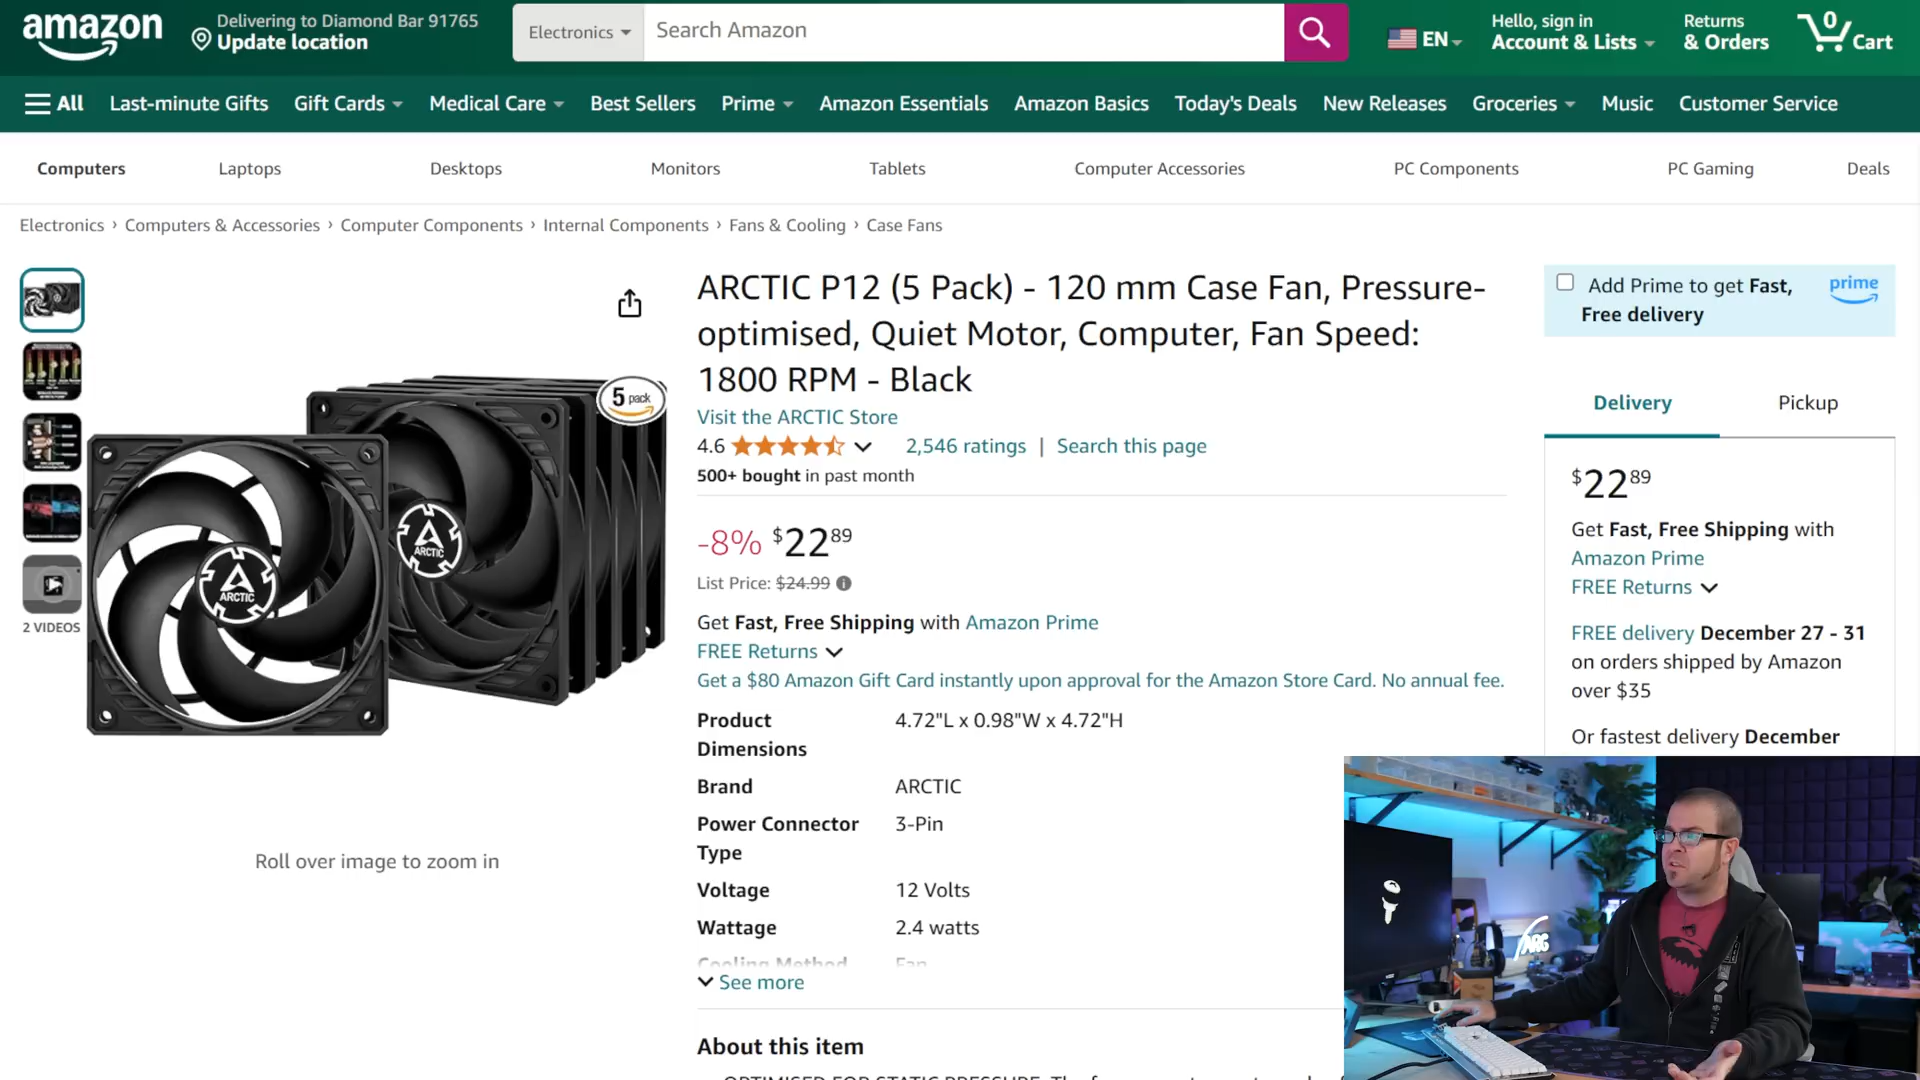 amazon
Delivering to Diamond Bar 91765
Update location
Electronics
Search Amazon
EN
Hello, sign in
Account & Lists
Returns
& Orders
0
Cart
All
Last-minute Gifts
Gift Cards
Medical Care
Best Sellers
Prime
Amazon Essentials
Amazon Basics
Today's Deals
New Releases
Groceries
Music
Customer Service
Computers
Laptops
Desktops
Monitors
Tablets
Computer Accessories
PC Components
PC Gaming
Deals
Electronics › Computers & Accessories › Computer Components › Internal Components › Fans & Cooling › Case Fans
2 VIDEOS
5 pack
ARCTIC
ARCTIC
Roll over image to zoom in
ARCTIC P12 (5 Pack) - 120 mm Case Fan, Pressure-
optimised, Quiet Motor, Computer, Fan Speed:
1800 RPM - Black
Visit the ARCTIC Store
4.6
2,546 ratings | Search this page
500+ bought in past month
-8% $22 89
List Price: $24.99
Get Fast, Free Shipping with Amazon Prime
FREE Returns
Get a $80 Amazon Gift Card instantly upon approval for the Amazon Store Card. No annual fee.
Product Dimensions 4.72"L x 0.98"W x 4.72"H
Brand ARCTIC
Power Connector Type 3-Pin
Voltage 12 Volts
Wattage 2.4 watts
Cooling Method Fan
See more
About this item
OPTIMISED FOR STATIC PRESSURE: The
Add Prime to get Fast,
Free delivery
prime
Delivery
Pickup
$22 89
Get Fast, Free Shipping with
Amazon Prime
FREE Returns
FREE delivery December 27 - 31
on orders shipped by Amazon
over $35
Or fastest delivery December
ARG